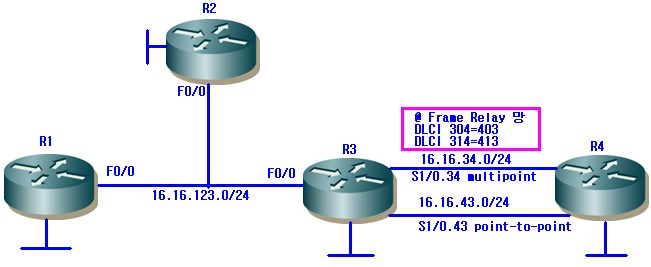 R2
F0/0
@ Frame Relay 망
DLCI 304=403
DLCI 314=413
R1
R3
R4
F0/0
F0/0
16.16.34.0/24
S1/0.34 multipoint
16.16.123.0/24
16.16.43.0/24
S1/0.43 point-to-point